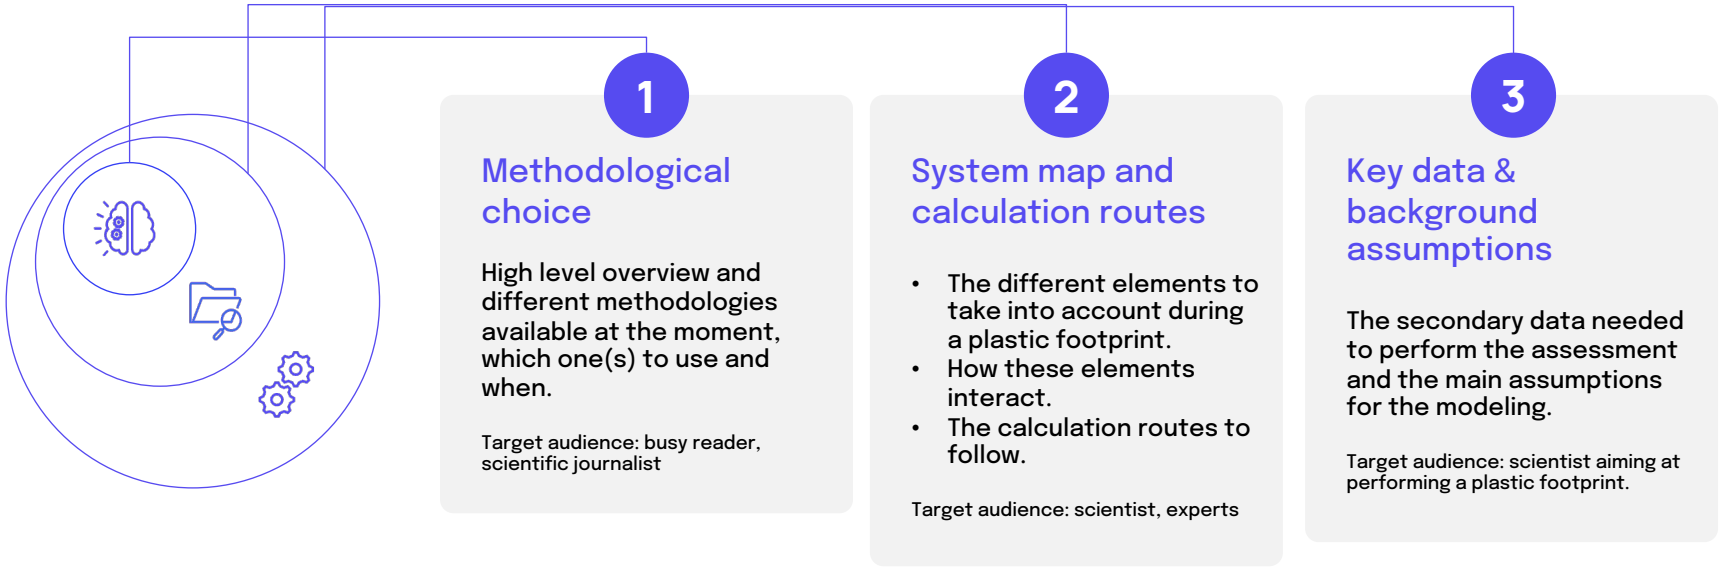 1
Methodological
choice
High level overview and
different methodologies
available at the moment,
which one(s) to use and
when.
Target audience: busy reader,
scientific journalist
2
System map and
calculation routes
• The different elements to
take into account during
a plastic footprint.
• How these elements
interact.
• The calculation routes to
follow.
Target audience: scientist, experts
3
Key data &
background
assumptions
The secondary data needed
to perform the assessment
and the main assumptions
for the modeling.
Target audience: scientist aiming at
performing a plastic footprint.